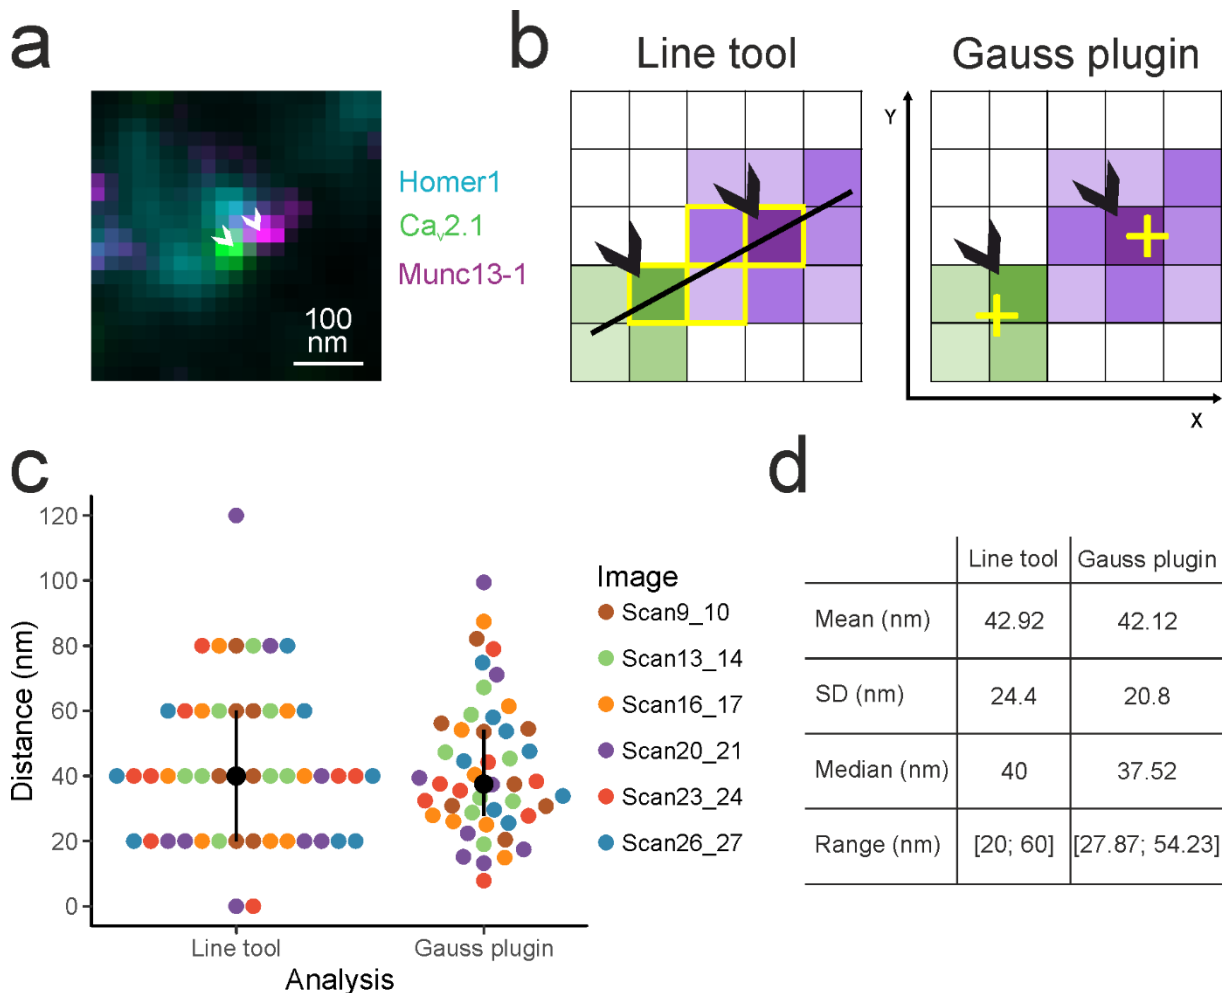 a
Homer1
Caᵥ2.1
Munc13-1
100
nm
b
Line tool
Gauss plugin
Y
X
c
Distance (nm)
120
100
80
60
40
20
0
Line tool
Gauss plugin
Analysis
Image
Scan9_10
Scan13_14
Scan16_17
Scan20_21
Scan23_24
Scan26_27
d
Line tool Gauss plugin
Mean (nm) 42.92 42.12
SD (nm) 24.4 20.8
Median (nm) 40 37.52
Range (nm) [20; 60] [27.87; 54.23]